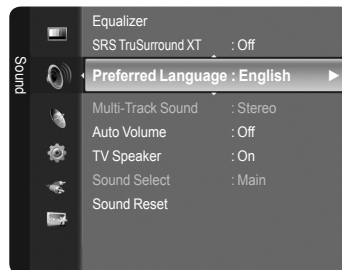 Sound
Equalizer
SRS TruSurround XT : Off
Preferred Language : English
Multi-Track Sound : Stereo
Auto Volume : Off
TV Speaker : On
Sound Select : Main
Sound Reset